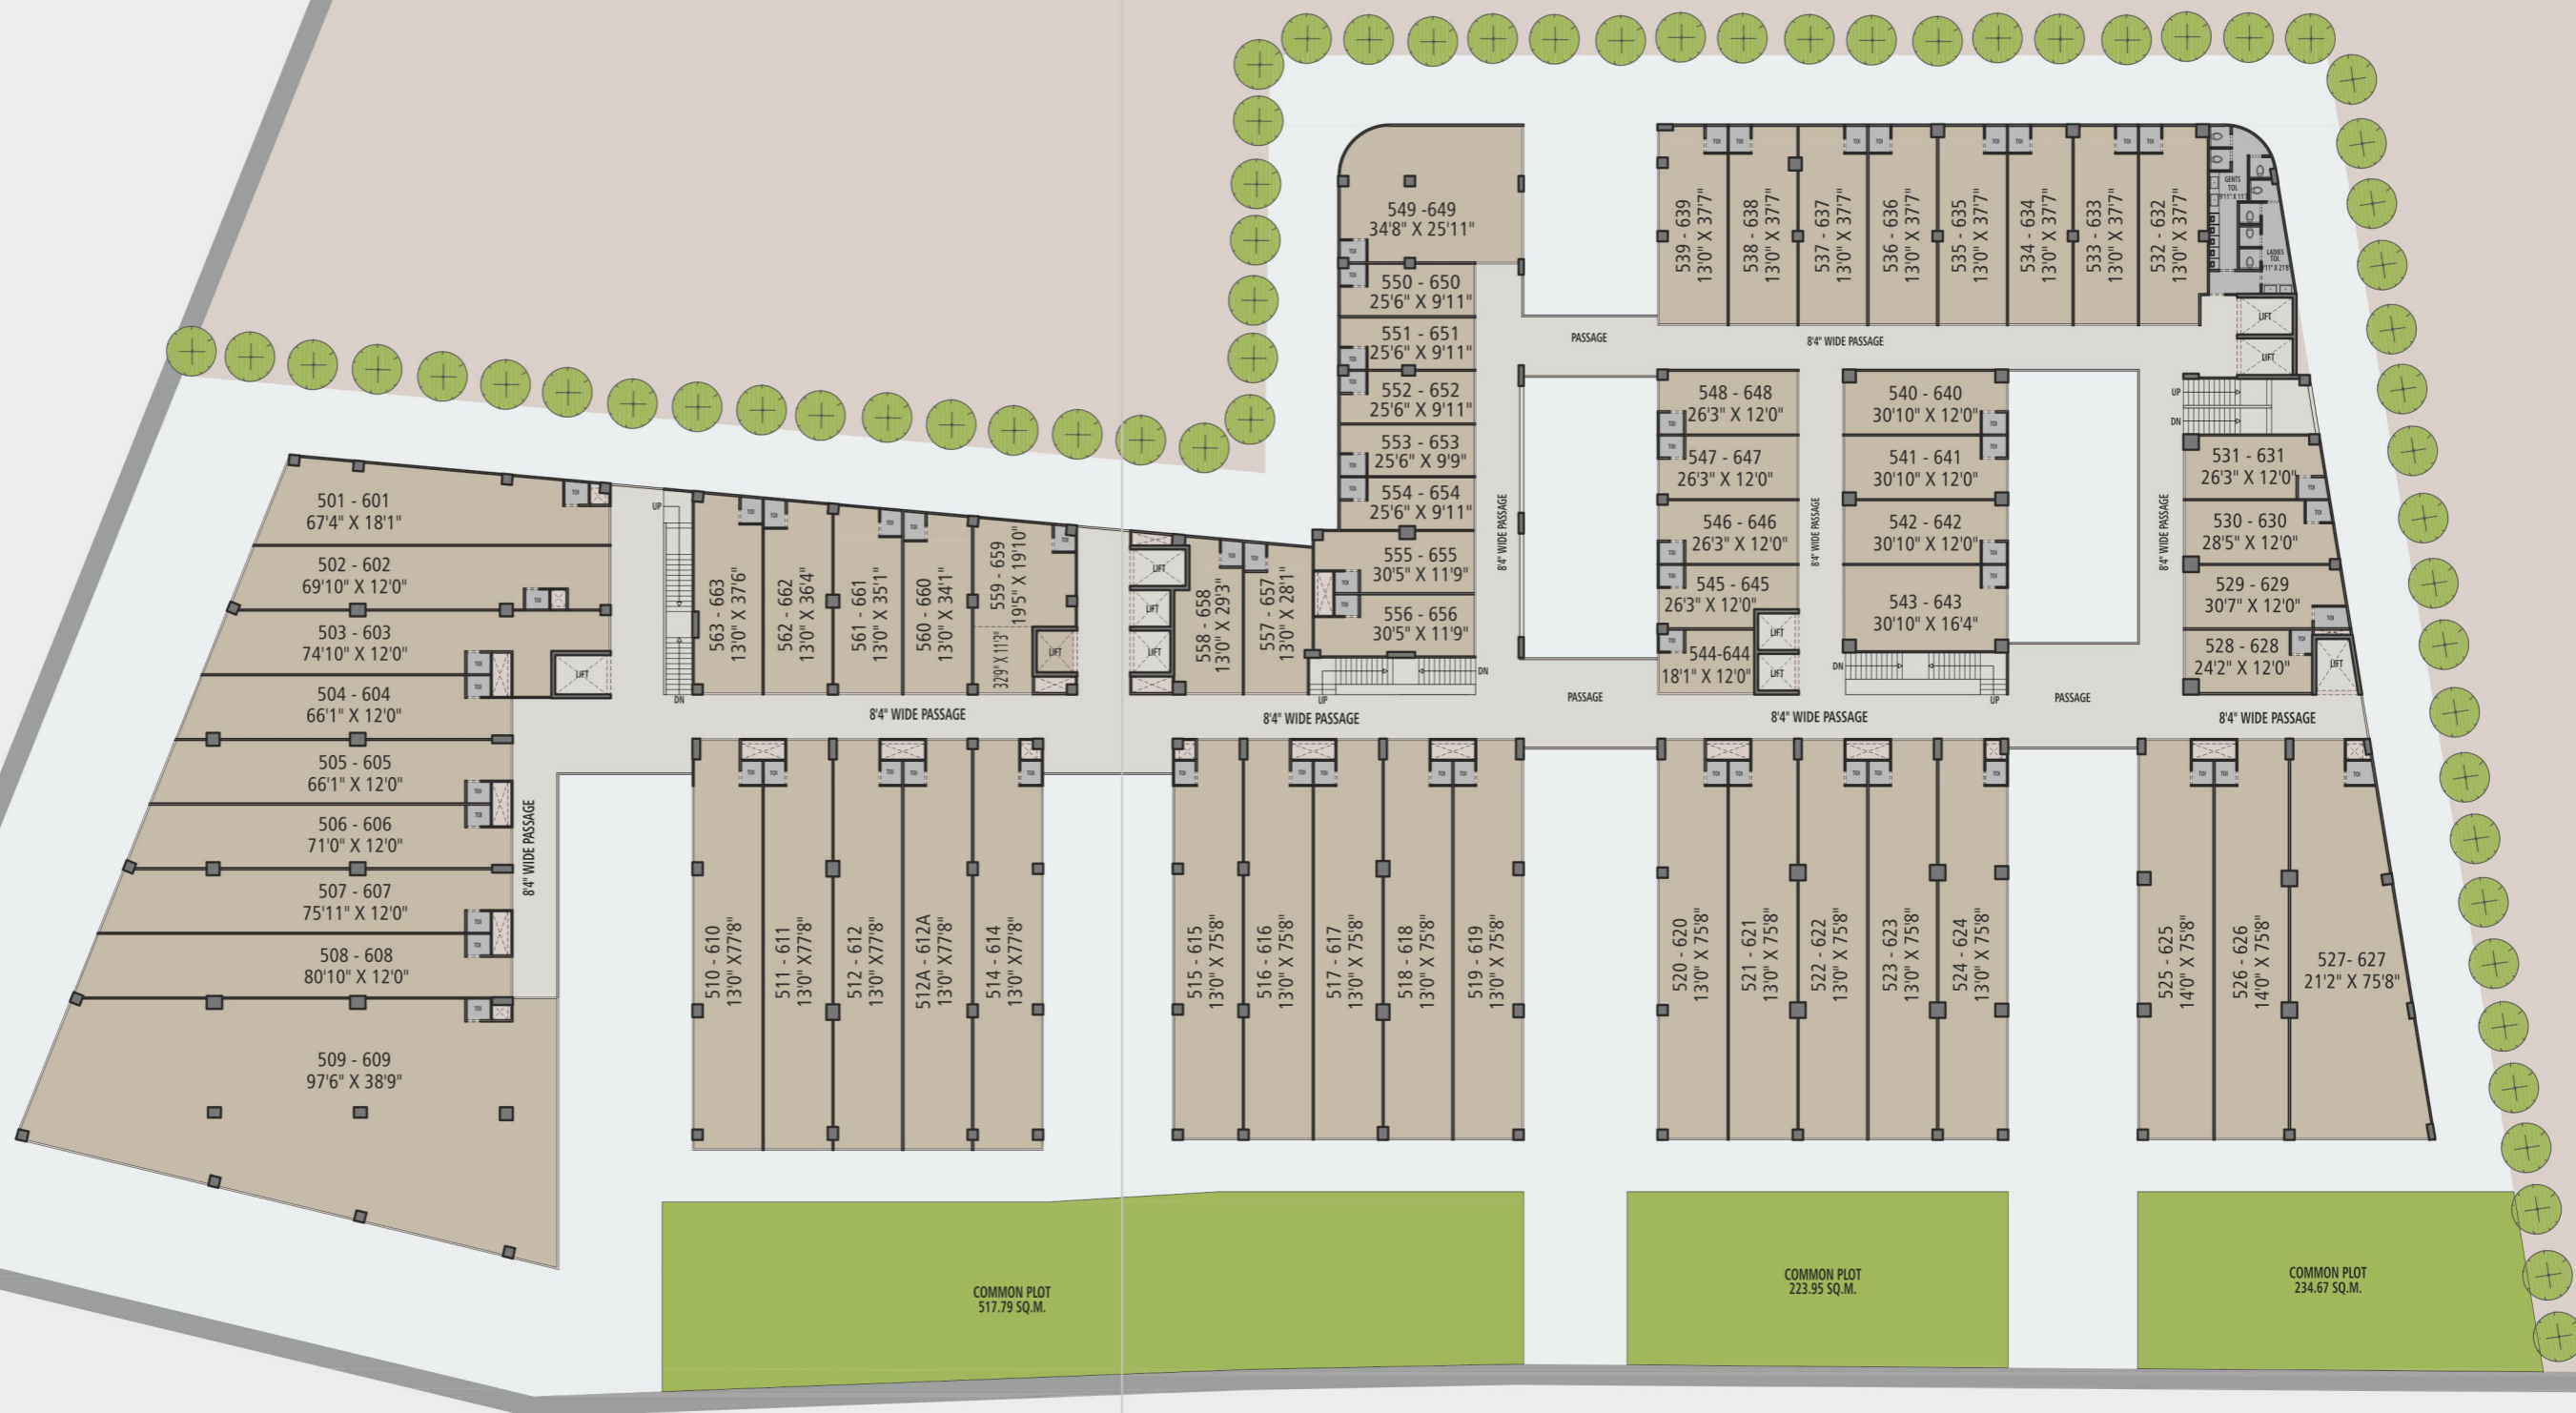 501 - 601
67'4" X 18'1"
502 - 602
69'10" X 12'0"
503 - 603
74'10" X 12'0"
504 - 604
66'1" X 12'0"
505 - 605
66'1" X 12'0"
506 - 606
71'0" X 12'0"
507 - 607
75'11" X 12'0"
508 - 608
80'10" X 12'0"
509 - 609
97'6" X 38'9"
TOI
LIFT
8'4" WIDE PASSAGE
UP
DN
563 - 663
13'0" X 37'6"
562 - 662
13'0" X 36'4"
561 - 661
13'0" X 35'1"
560 - 660
13'0" X 34'1"
559 - 659
19'5" X 19'10"
32'9" X 11'3"
LIFT
8'4" WIDE PASSAGE
510 - 610
13'0" X77'8"
511 - 611
13'0" X77'8"
512 - 612
13'0" X77'8"
512A - 612A
13'0" X77'8"
514 - 614
13'0" X77'8"
LIFT
LIFT
LIFT
558 - 658
13'0" X 29'3"
557 - 657
13'0" X 28'1"
549 -649
34'8" X 25'11"
550 - 650
25'6" X 9'11"
551 - 651
25'6" X 9'11"
552 - 652
25'6" X 9'11"
553 - 653
25'6" X 9'9"
554 - 654
25'6" X 9'11"
555 - 655
30'5" X 11'9"
556 - 656
30'5" X 11'9"
DN
UP
8'4" WIDE PASSAGE
8'4" WIDE PASSAGE
515 - 615
13'0" X 75'8"
516 - 616
13'0" X 75'8"
517 - 617
13'0" X 75'8"
518 - 618
13'0" X 75'8"
519 - 619
13'0" X 75'8"
PASSAGE
PASSAGE
539 - 639
13'0" X 37'7"
538 - 638
13'0" X 37'7"
537 - 637
13'0" X 37'7"
536 - 636
13'0" X 37'7"
535 - 635
13'0" X 37'7"
534 - 634
13'0" X 37'7"
533 - 633
13'0" X 37'7"
532 - 632
13'0" X 37'7"
GENTS
TOI.
LADIES
TOI.
LIFT
LIFT
8'4" WIDE PASSAGE
548 - 648
26'3" X 12'0"
547 - 647
26'3" X 12'0"
546 - 646
26'3" X 12'0"
545 - 645
26'3" X 12'0"
544-644
18'1" X 12'0"
LIFT
LIFT
8'4" WIDE PASSAGE
540 - 640
30'10" X 12'0"
541 - 641
30'10" X 12'0"
542 - 642
30'10" X 12'0"
543 - 643
30'10" X 16'4"
DN
UP
8'4" WIDE PASSAGE
PASSAGE
8'4" WIDE PASSAGE
UP
DN
531 - 631
26'3" X 12'0"
530 - 630
28'5" X 12'0"
529 - 629
30'7" X 12'0"
528 - 628
24'2" X 12'0"
LIFT
8'4" WIDE PASSAGE
520 - 620
13'0" X 75'8"
521 - 621
13'0" X 75'8"
522 - 622
13'0" X 75'8"
523 - 623
13'0" X 75'8"
524 - 624
13'0" X 75'8"
525 - 625
14'0" X 75'8"
526 - 626
14'0" X 75'8"
527- 627
21'2" X 75'8"
COMMON PLOT
517.79 SQ.M.
COMMON PLOT
223.95 SQ.M.
COMMON PLOT
234.67 SQ.M.